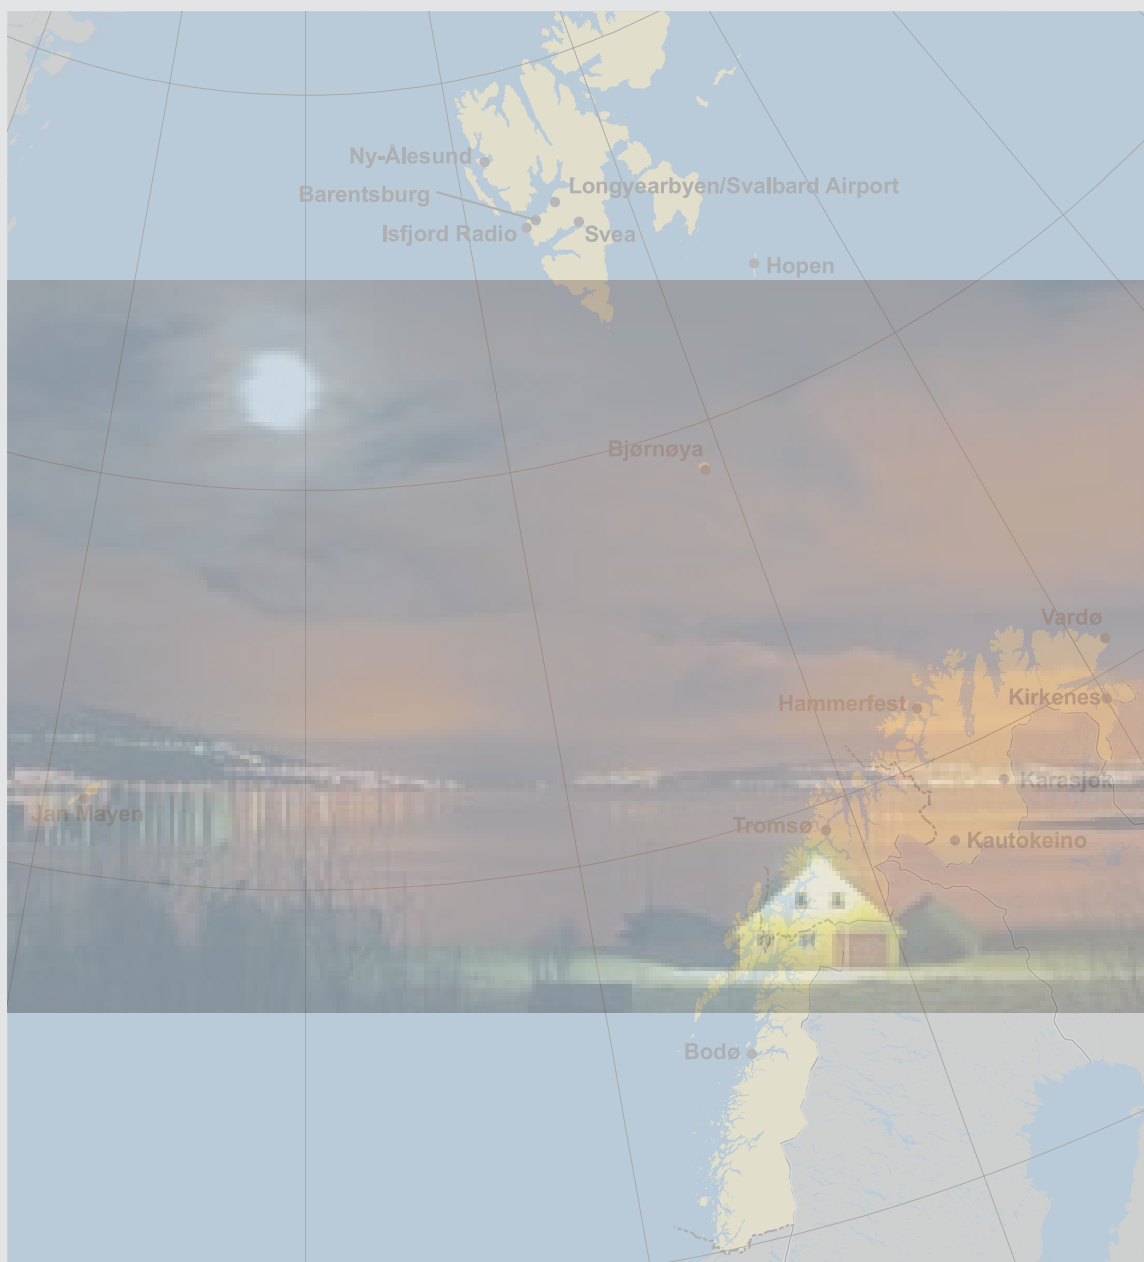 Ny-Ålesund
Longyearbyen/Svalbard Airport
Barentsburg
Isfjord Radio
Svea
Hopen
Bjørnøya
Vardø
Kirkenes
Hammerfest
Karasjok
Jan Mayen
Tromsø
Kautokeino
Bodø